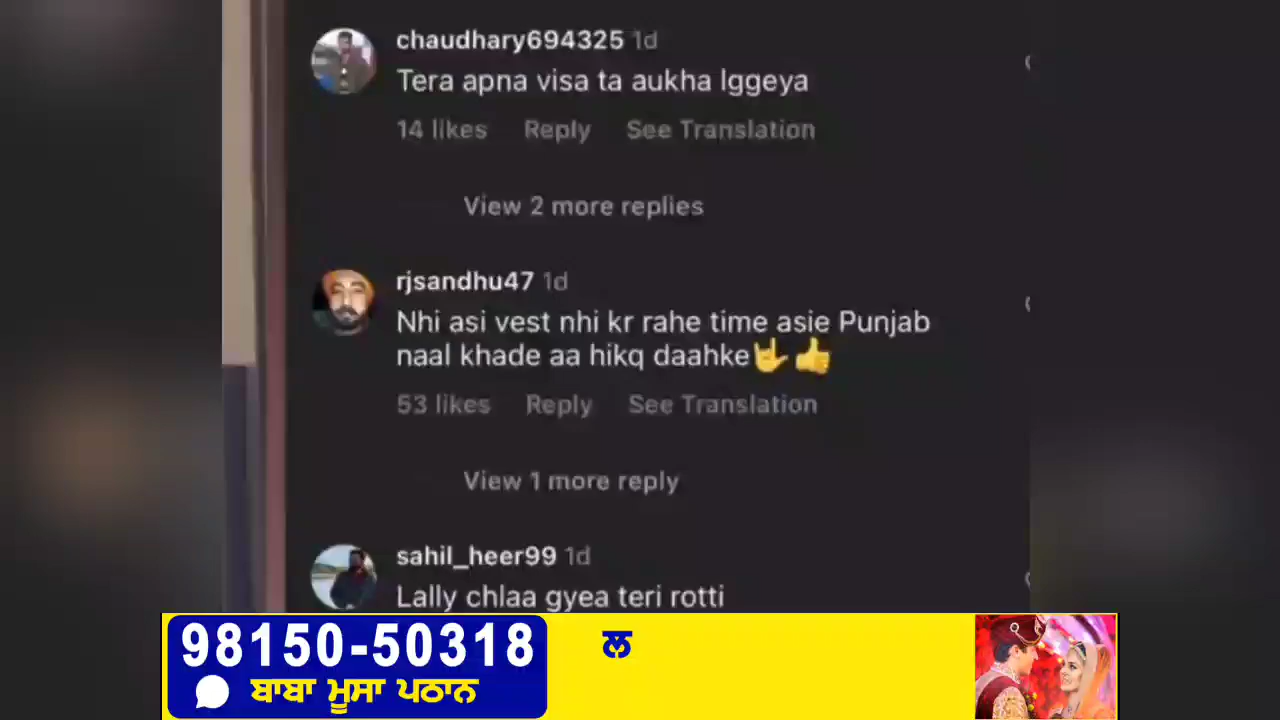 chaudhary694325 1d
Tera apna visa ta aukha lggeya
14 likes Reply See Translation
View 2 more replies
rjsandhu47 1d
Nhi asi vest nhi kr rahe time asie Punjab
naal khade aa hikq daahke🤟👍
53 likes Reply See Translation
View 1 more reply
sahil_heer99 1d
Lally chlaa gyea teri rotti
98150-50318
ਬਾਬਾ ਮੂਸਾ ਪਠਾਨ
ਲ